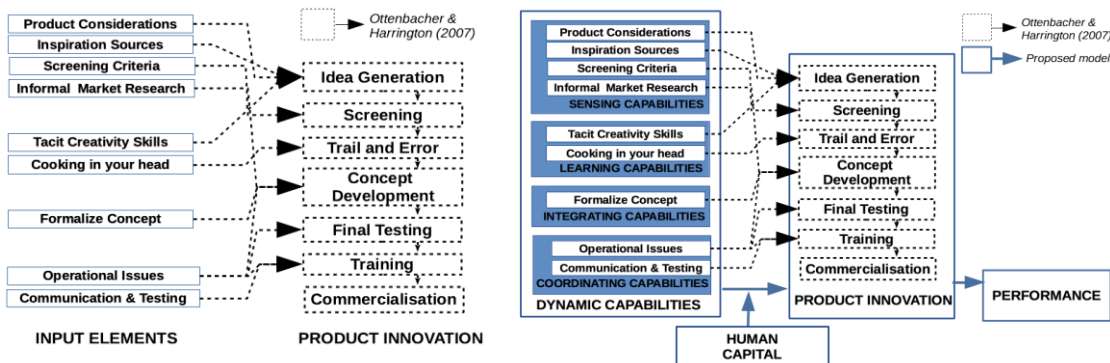 Product Considerations
Inspiration Sources
Screening Criteria
Informal Market Research
Tacit Creativity Skills
Cooking in your head
Formalize Concept
Operational Issues
Communication & Testing
INPUT ELEMENTS
Ottenbacher &
Harrington (2007)
Idea Generation
Screening
Trail and Error
Concept
Development
Final Testing
Training
Commercialisation
PRODUCT INNOVATION
Product Considerations
Inspiration Sources
Screening Criteria
Informal Market Research
SENSING CAPABILITIES
Tacit Creativity Skills
Cooking in your head
LEARNING CAPABILITIES
Formalize Concept
INTEGRATING CAPABILITIES
Operational Issues
Communication & Testing
COORDINATING CAPABILITIES
DYNAMIC CAPABILITIES
Idea Generation
Screening
Trail and Error
Concept
Development
Final Testing
Training
Commercialisation
PRODUCT INNOVATION
HUMAN
CAPITAL
Ottenbacher &
Harrington (2007)
Proposed model
PERFORMANCE